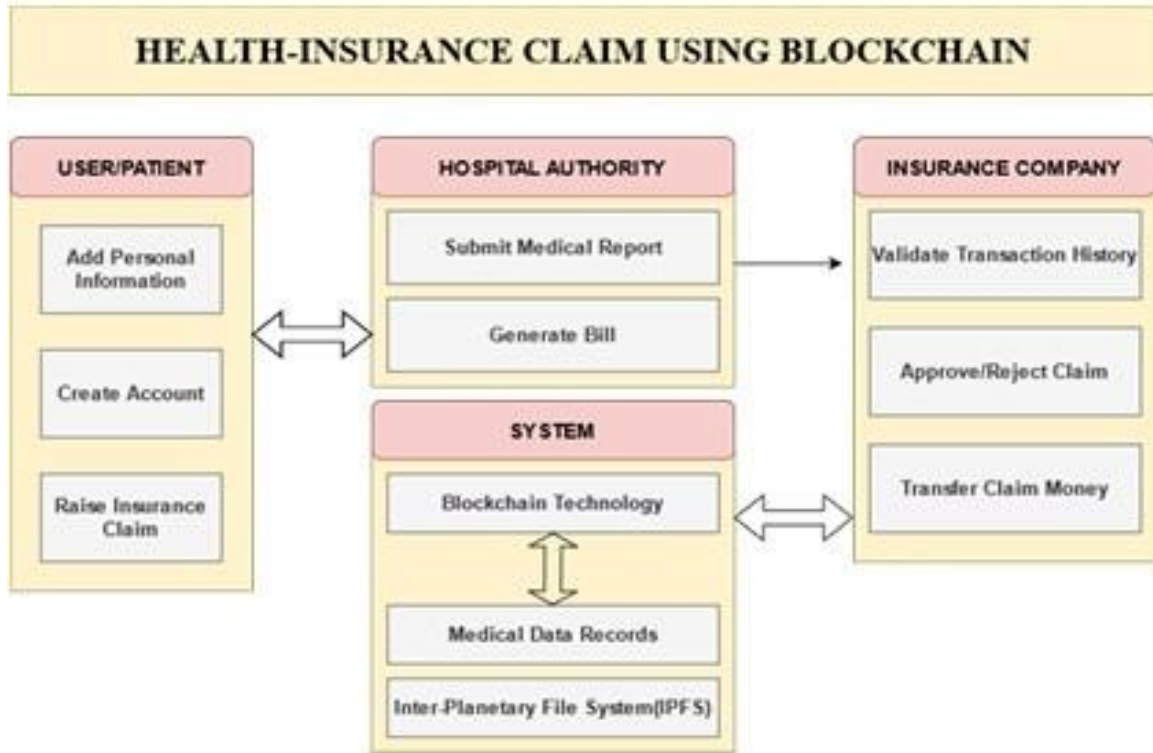 HEALTH-INSURANCE CLAIM USING BLOCKCHAIN
USER/PATIENT
Add Personal
Information
Create Account
Raise Insurance
Claim
HOSPITAL AUTHORITY
Submit Medical Report
Generate Bill
SYSTEM
Blockchain Technology
Medical Data Records
Inter-Planetary File System(IPFS)
INSURANCE COMPANY
Validate Transaction History
Approve/Reject Claim
Transfer Claim Money